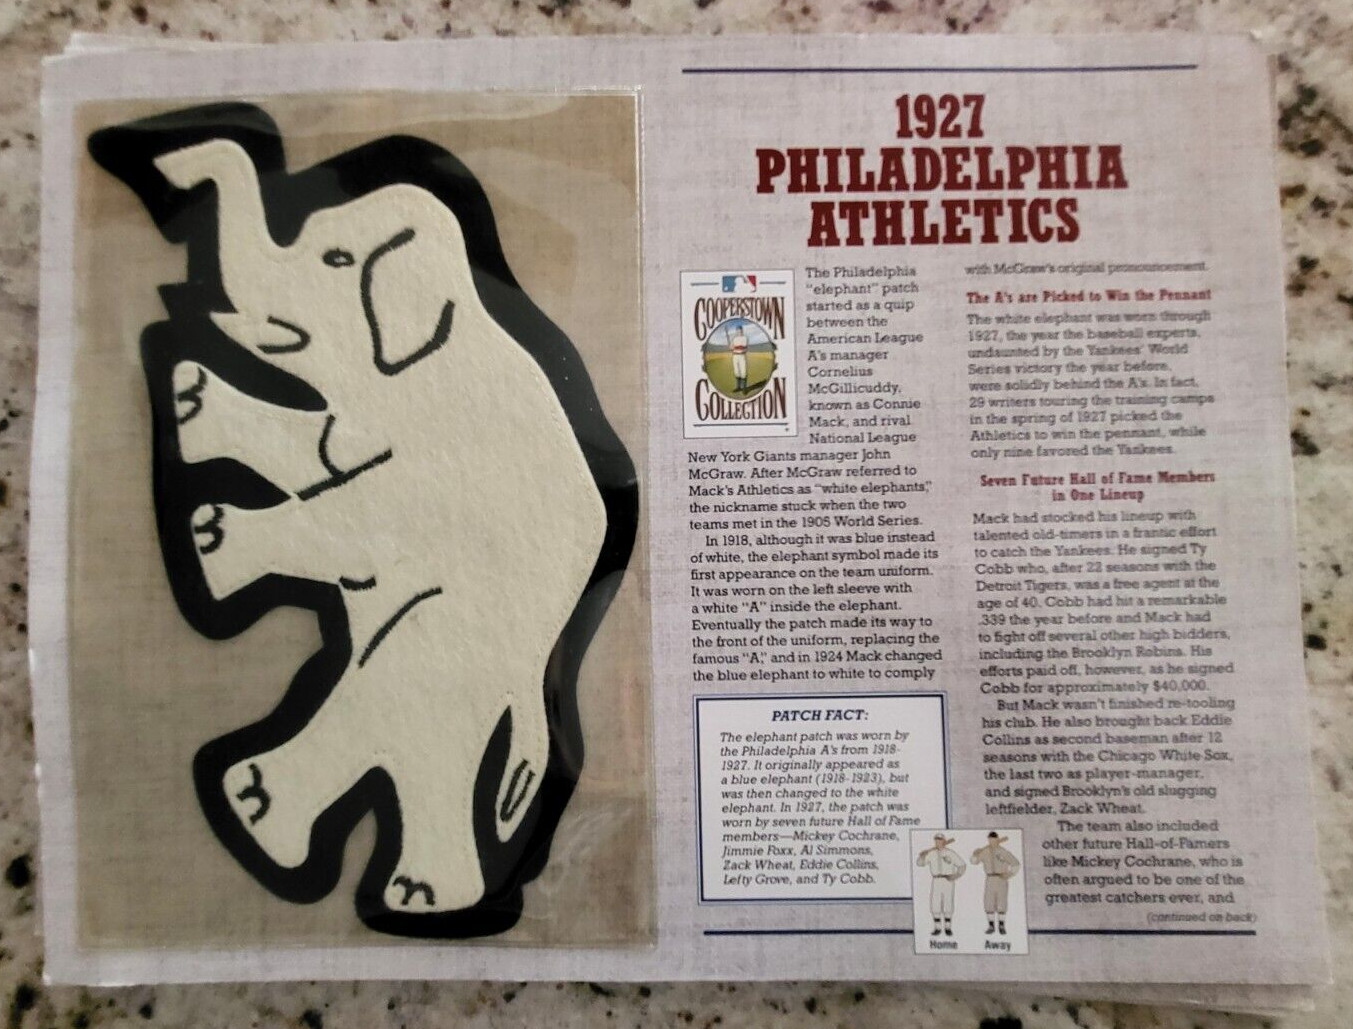 1927
PHILADELPHIA
ATHLETICS
COOPERSTOWN
COLLECTION
The Philadelphia
"elephant" patch
started as a quip
between the
American League
A's manager
Cornelius
McGillicuddy,
known as Connie
Mack, and rival
National League
New York Giants manager John
McGraw. After McGraw referred to
Mack's Athletics as "white elephants,"
the nickname stuck when the two
teams met in the 1905 World Series.
In 1918, although it was blue instead
of white, the elephant symbol made its
first appearance on the team uniform.
It was worn on the left sleeve with
a white "A" inside the elephant.
Eventually the patch made its way to
the front of the uniform, replacing the
famous "A," and in 1924 Mack changed
the blue elephant to white to comply
with McGraw's original pronouncement.
The A's are Picked to Win the Pennant
The white elephant was worn through
1927, the year the baseball experts,
undaunted by the Yankees' World
Series victory the year before,
were solidly behind the A's. In fact,
29 writers touring the training camps
in the spring of 1927 picked the
Athletics to win the pennant, while
only nine favored the Yankees.
Seven Future Hall of Fame Members
in One Lineup
Mack had stocked his lineup with
talented old-timers in a frantic effort
to catch the Yankees. He signed Ty
Cobb who, after 22 seasons with the
Detroit Tigers, was a free agent at the
age of 40. Cobb had hit a remarkable
.339 the year before and Mack had
to fight off several other high bidders,
including the Brooklyn Robins. His
efforts paid off, however, as he signed
Cobb for approximately $40,000.
But Mack wasn't finished re-tooling
his club. He also brought back Eddie
Collins as second baseman after 12
seasons with the Chicago White Sox,
the last two as player-manager,
and signed Brooklyn's old slugging
leftfielder, Zack Wheat.
The team also included
other future Hall-of-Famers
like Mickey Cochrane, who is
often argued to be one of the
greatest catchers ever, and
(continued on back)
PATCH FACT:
The elephant patch was worn by
the Philadelphia A's from 1918-
1927. It originally appeared as
a blue elephant (1918-1923), but
was then changed to the white
elephant. In 1927, the patch was
worn by seven future Hall of Fame
members—Mickey Cochrane,
Jimmie Foxx, Al Simmons,
Zack Wheat, Eddie Collins,
Lefty Grove, and Ty Cobb.
Home Away